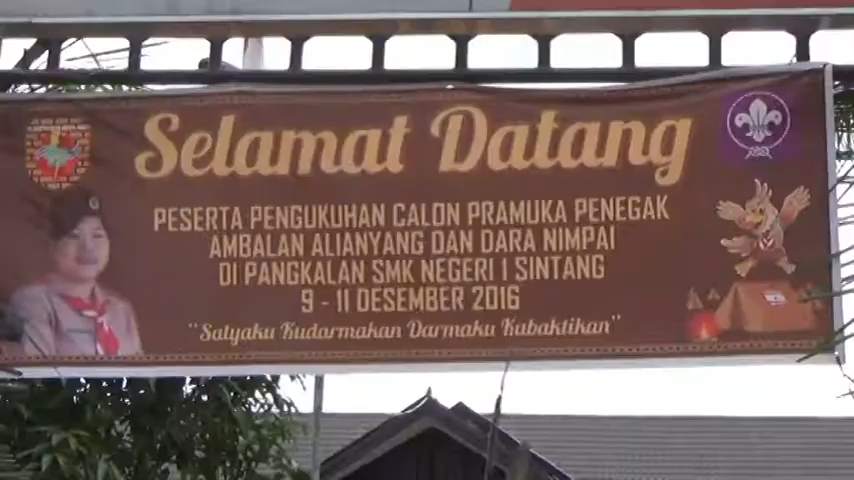 Selamat Datang
PESERTA PENGUKUHAN CALON PRAMUKA PENEGAK
AMBALAN ALIANYANG DAN DARA NIMPAI
DI PANGKALAN SMK NEGERI 1 SINTANG
9 - 11 DESEMBER 2016
"Satyaku Kudarmakan Darmaku Kubaktikan"